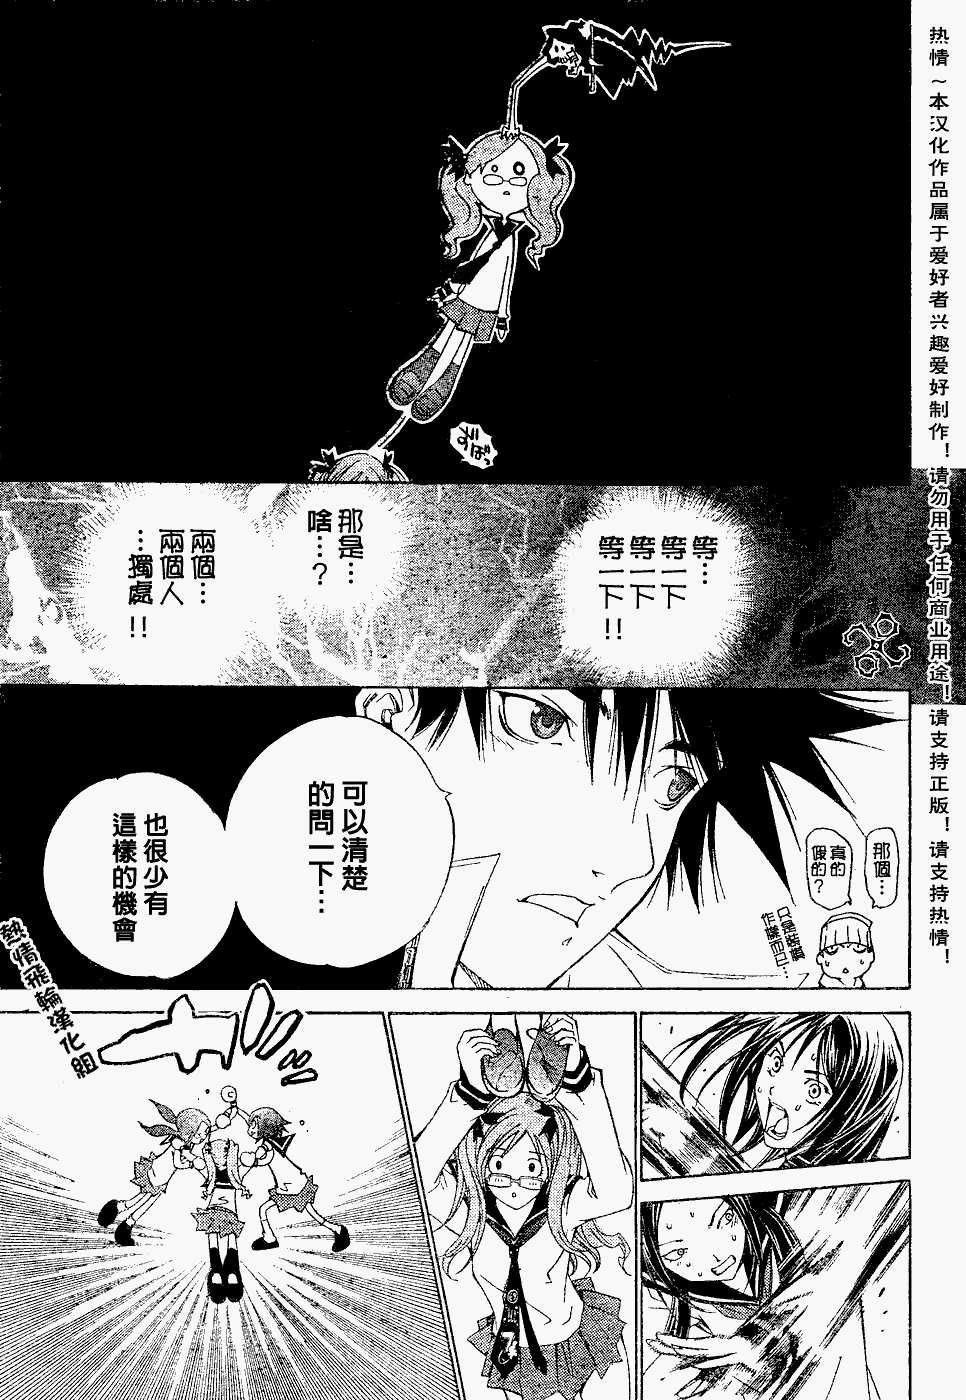 等…
等一下
等一下
等一下!!
那是…
啥…?
兩個…
兩個人
…獨處!!
可以清楚
的問一下…
也很少有
這樣的機會
那個…
真的
假的?
只是裝模
作樣而已…
熱情飛輪漢化組
热情~本汉化作品属于爱好者兴趣爱好制作!请勿用于任何商业用途!请支持正版!请支持热情!